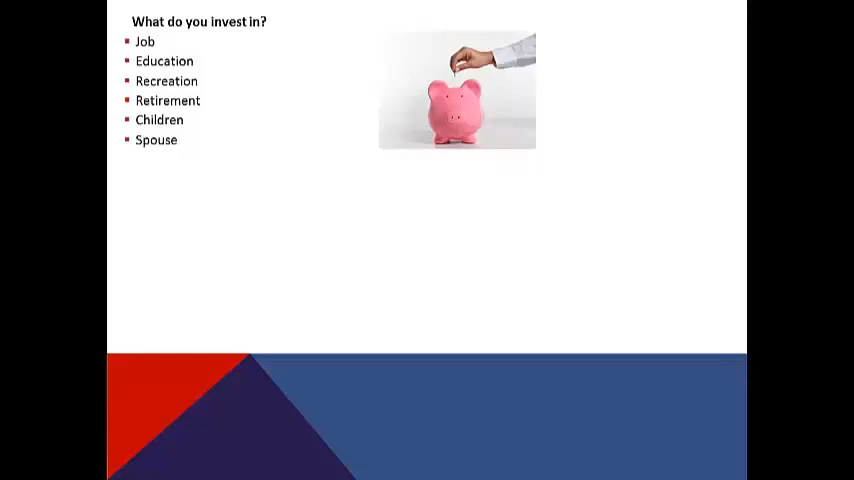 What do you invest in?
Job
Education
Recreation
Retirement
Children
Spouse